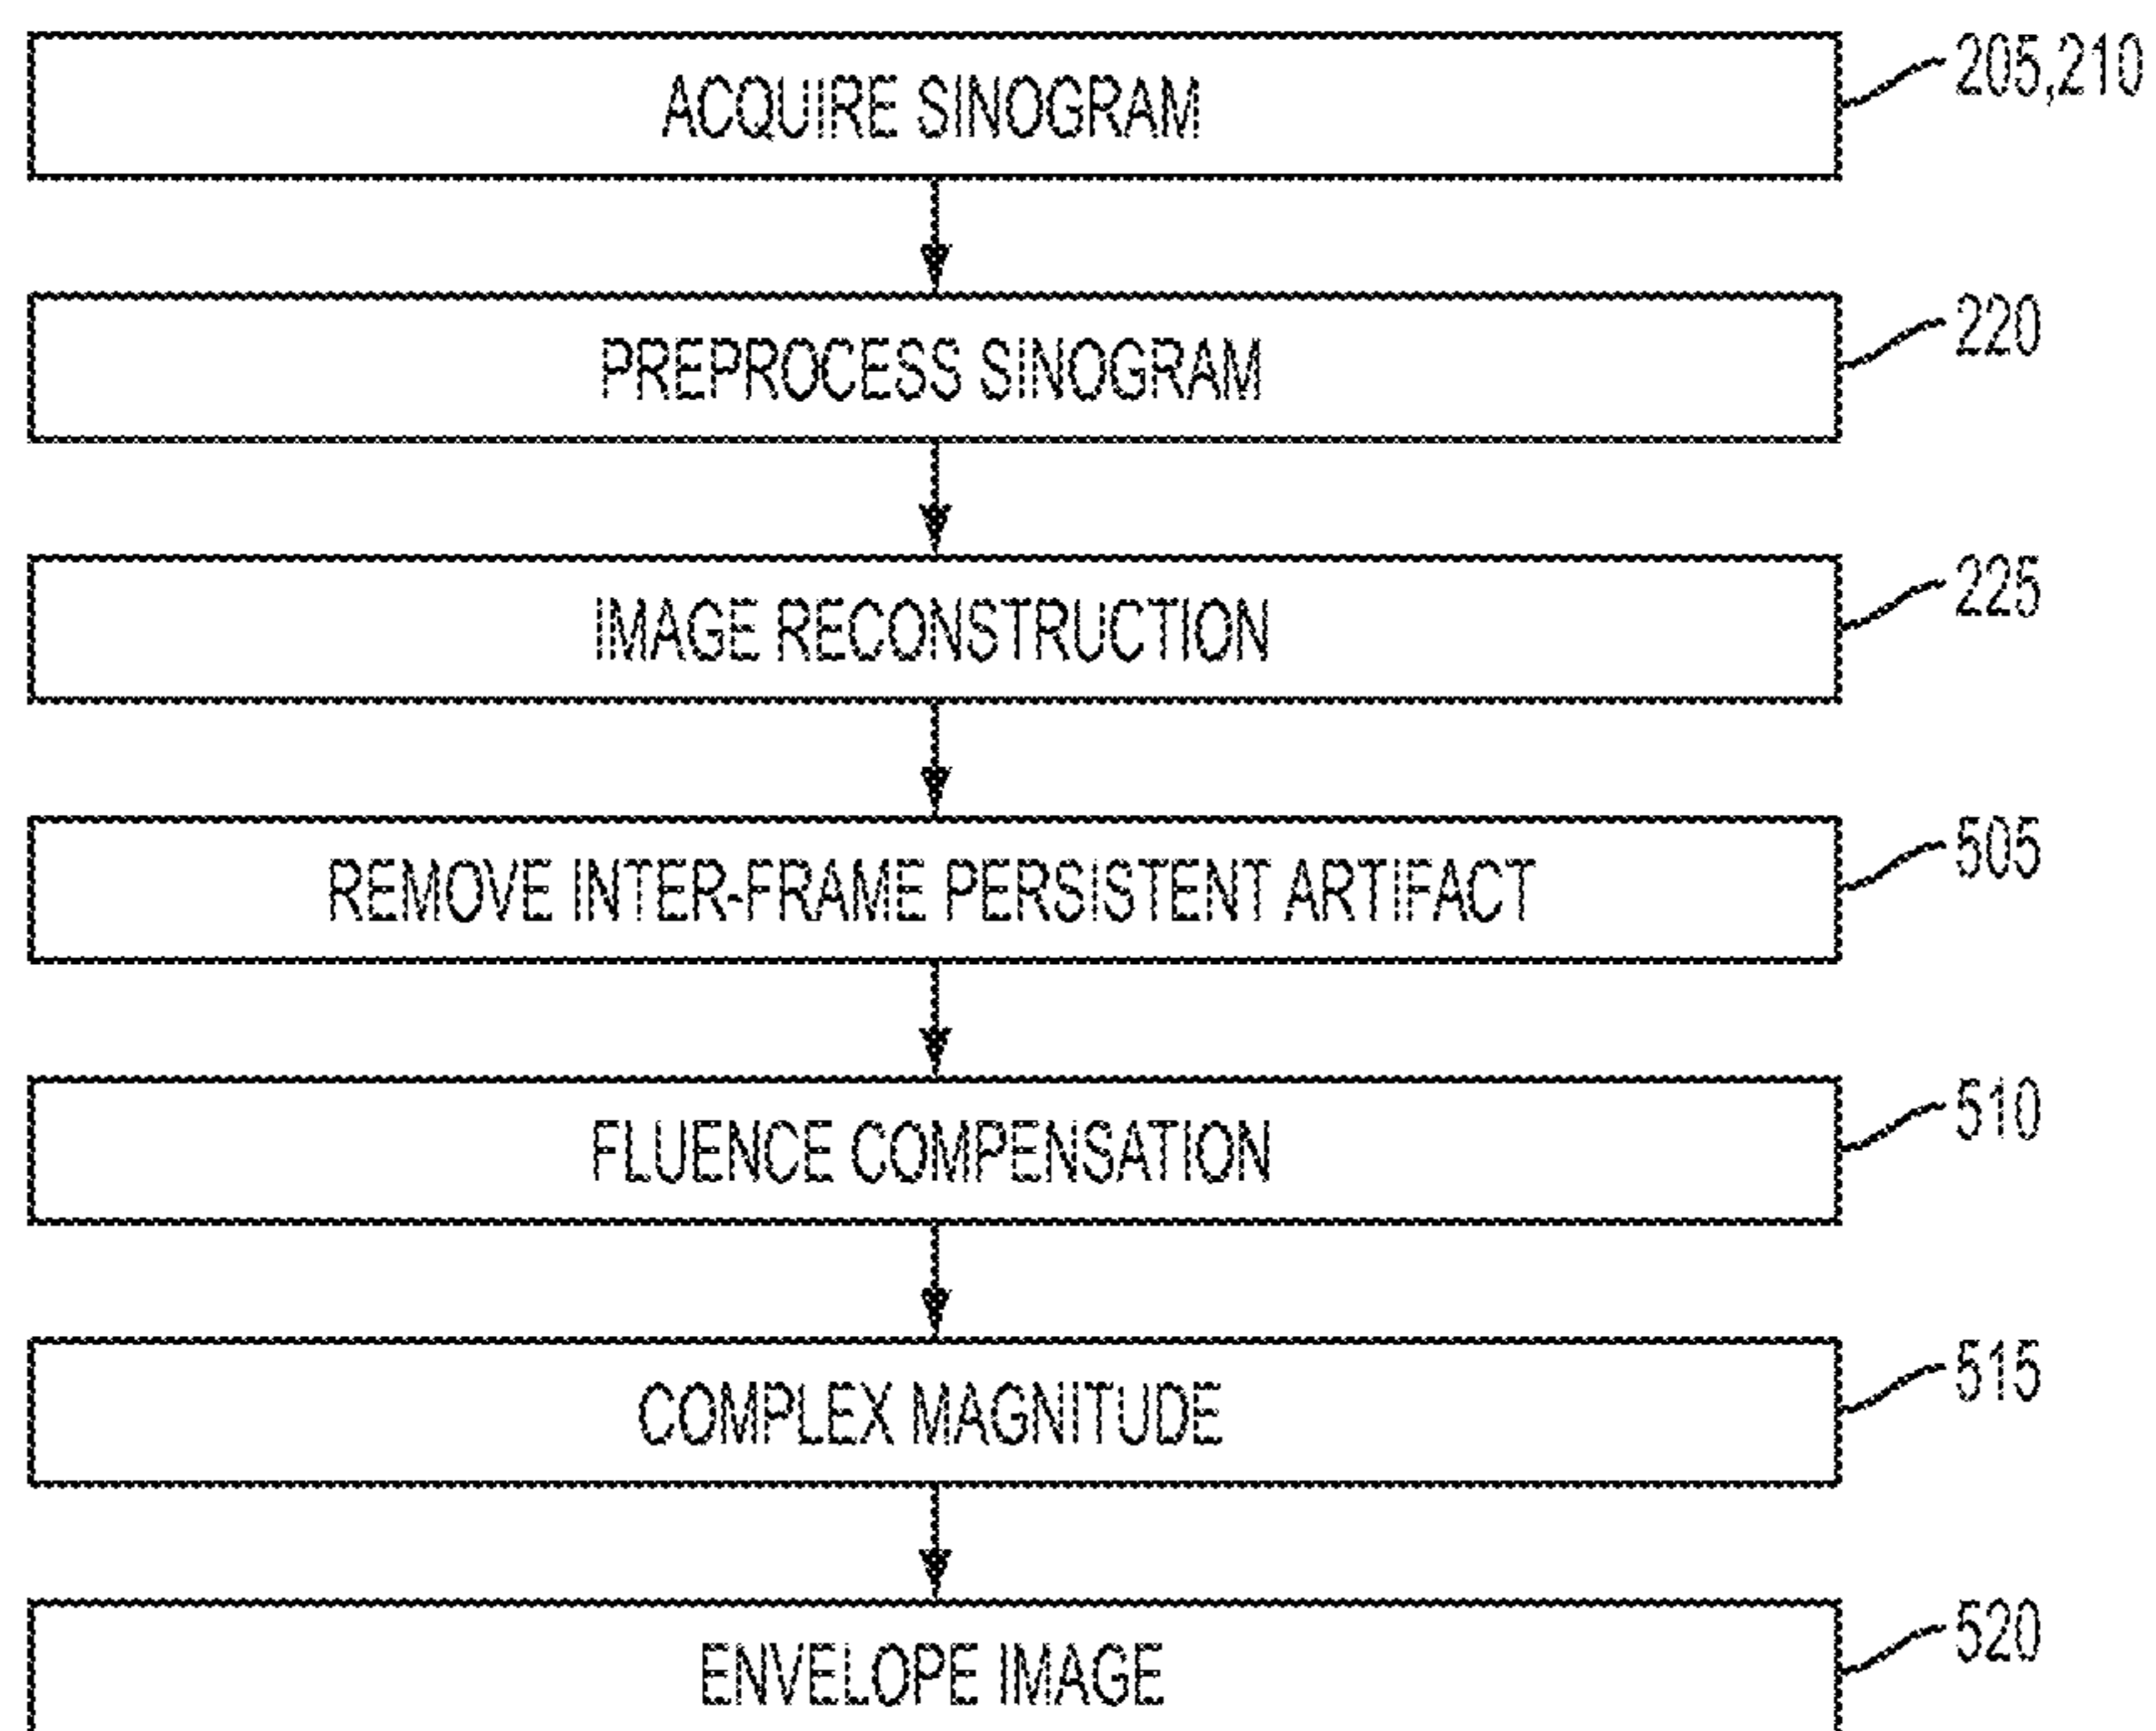 ACQUIRE SINOGRAM
205,210
PREPROCESS SINOGRAM
220
IMAGE RECONSTRUCTION
225
REMOVE INTER-FRAME PERSISTENT ARTIFACT
505
FLUENCE COMPENSATION
510
COMPLEX MAGNITUDE
515
ENVELOPE IMAGE
520